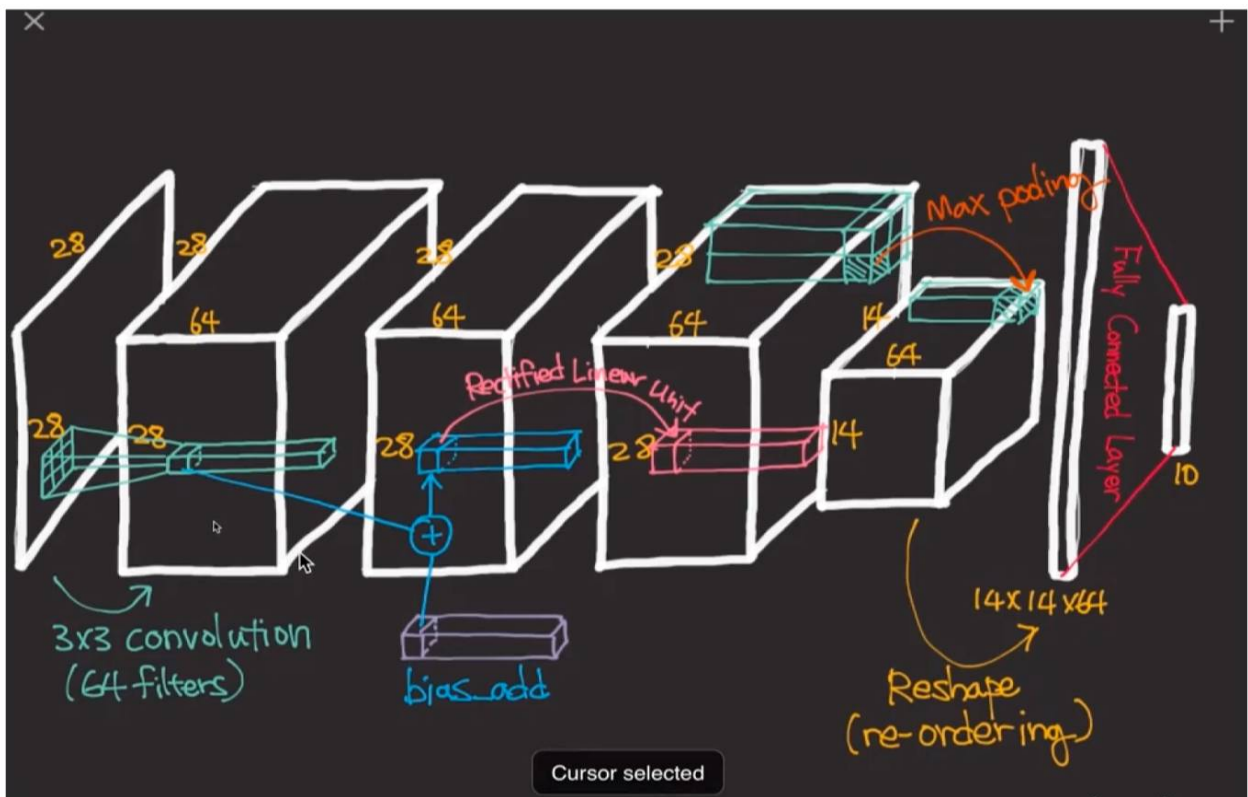 28
28
28
28
64
64
64
Max pooling
14
64
Rectified Linear Unit
28
28
28
28
14
Fully Connected Layer
10
14x14x64
3x3 convolution
(64 filters)
bias_add
Reshape
(re-ordering)
Cursor selected